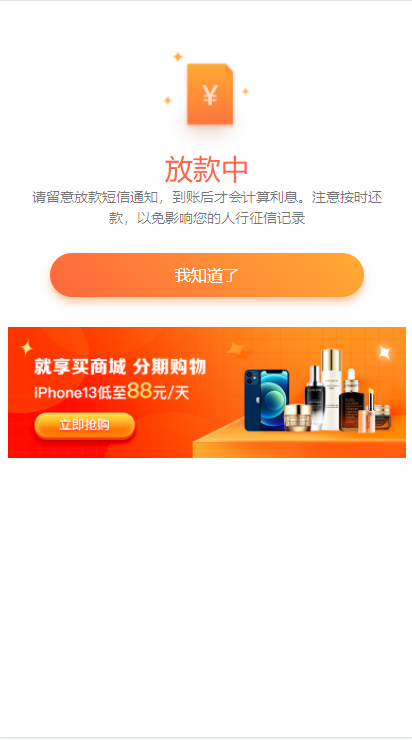 ¥
放款中
请留意放款短信通知，到账后才会计算利息。注意按时还
款，以免影响您的人行征信记录
我知道了
就享买商城 分期购物
iPhone13低至88元/天
立即抢购